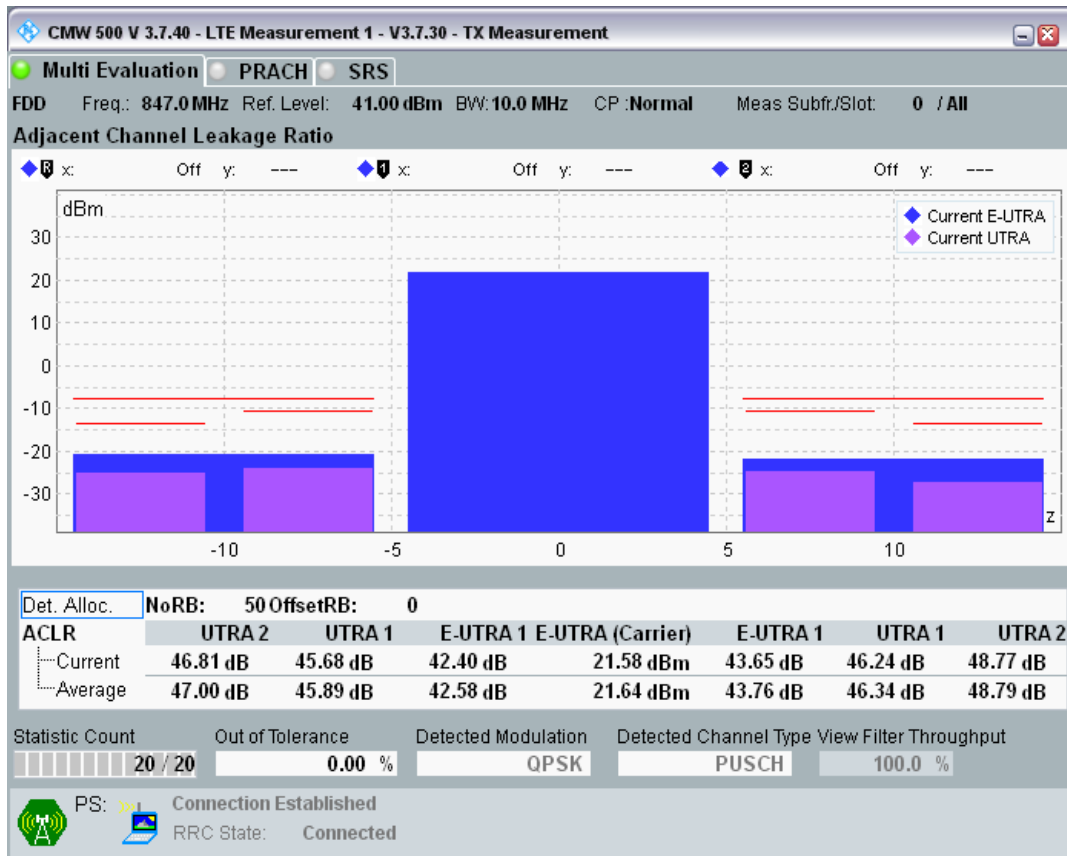 CMW 500 V 3.7.40 - LTE Measurement 1 - V3.7.30 - TX Measurement
Multi Evaluation PRACH SRS
FDD Freq.: 847.0 MHz Ref. Level: 41.00 dBm BW: 10.0 MHz CP :Normal Meas Subfr./Slot: 0 / All
Adjacent Channel Leakage Ratio
R x: Off y: --- 1 x: Off y: --- 2 x: Off y: ---
dBm
Current E-UTRA
Current UTRA
30
20
10
0
-10
-20
-30
z
-10 -5 0 5 10
Det. Alloc. NoRB: 50 OffsetRB: 0
ACLR UTRA 2 UTRA 1 E-UTRA 1 E-UTRA (Carrier) E-UTRA 1 UTRA 1 UTRA 2
Current 46.81 dB 45.68 dB 42.40 dB 21.58 dBm 43.65 dB 46.24 dB 48.77 dB
Average 47.00 dB 45.89 dB 42.58 dB 21.64 dBm 43.76 dB 46.34 dB 48.79 dB
Statistic Count Out of Tolerance Detected Modulation Detected Channel Type View Filter Throughput
20 / 20 0.00 % QPSK PUSCH 100.0 %
PS: Connection Established
RRC State: Connected